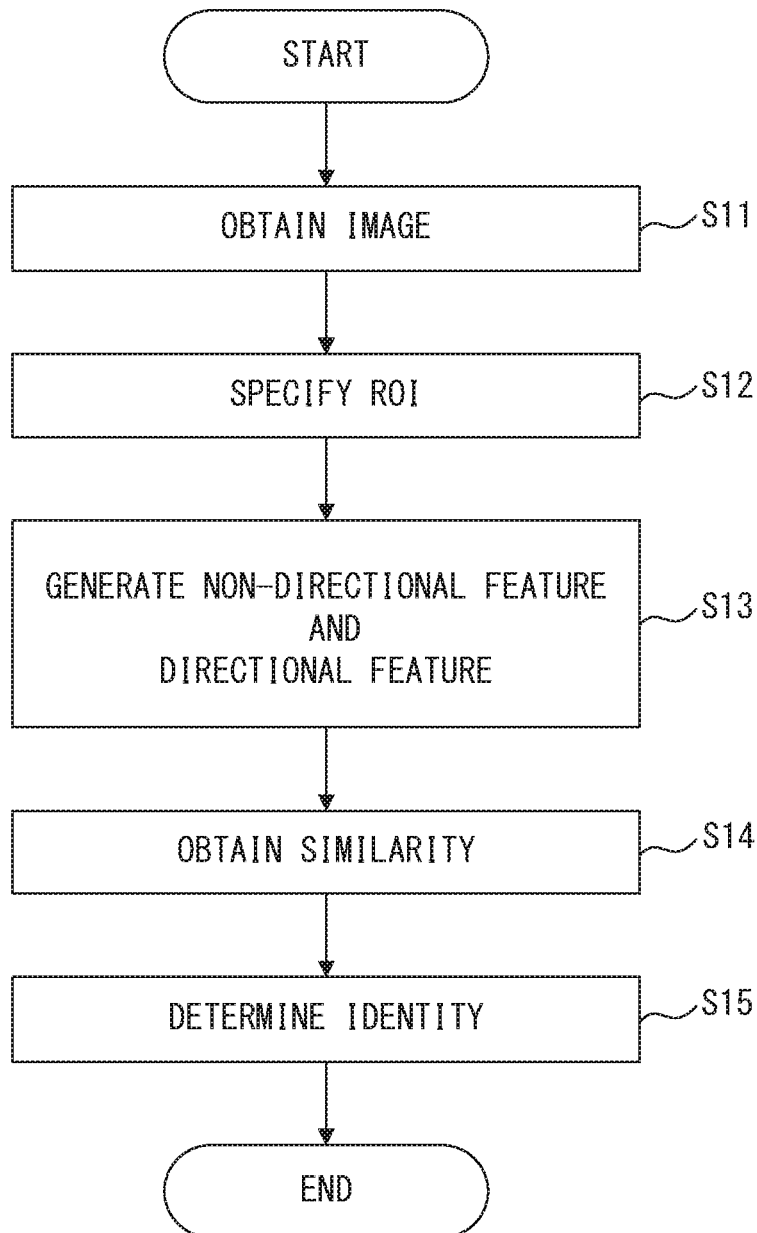 START
OBTAIN IMAGE
S11
SPECIFY ROI
S12
GENERATE NON-DIRECTIONAL FEATURE
AND
DIRECTIONAL FEATURE
S13
OBTAIN SIMILARITY
S14
DETERMINE IDENTITY
S15
END